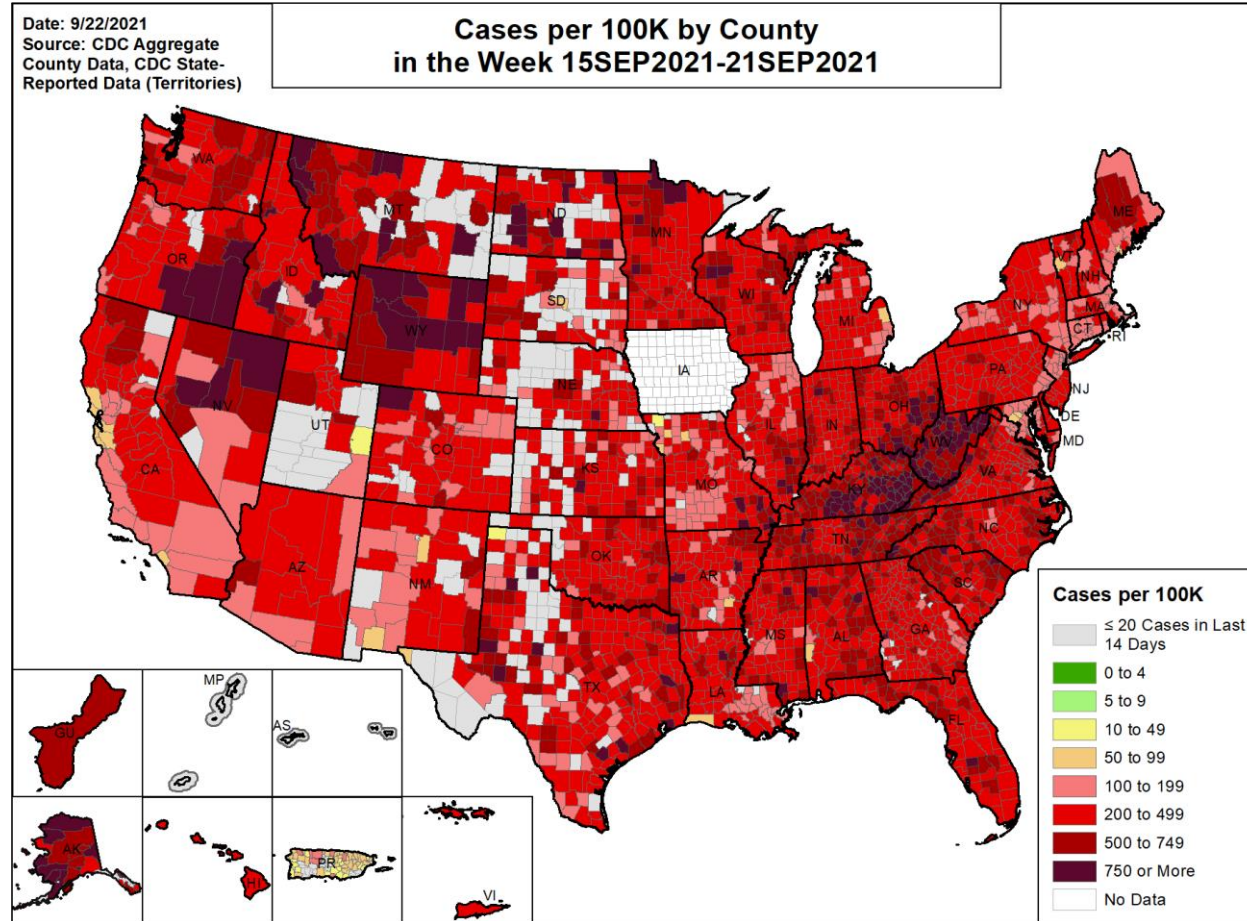 Date: 9/22/2021
Source: CDC Aggregate
County Data, CDC State-
Reported Data (Territories)
Cases per 100K by County
in the Week 15SEP2021-21SEP2021
WA
MT
ND
MN
ME
OR
ID
SD
WI
MI
VT
NH
NY
MA
CT
RI
WY
IA
PA
NJ
NE
NV
UT
CO
IL
IN
OH
DE
MD
WV
VA
CA
KS
MO
KY
AZ
NM
OK
AR
TN
NC
SC
MS
AL
GA
TX
LA
FL
GU
MP
AS
AK
HI
PR
VI
Cases per 100K
≤ 20 Cases in Last
14 Days
0 to 4
5 to 9
10 to 49
50 to 99
100 to 199
200 to 499
500 to 749
750 or More
No Data